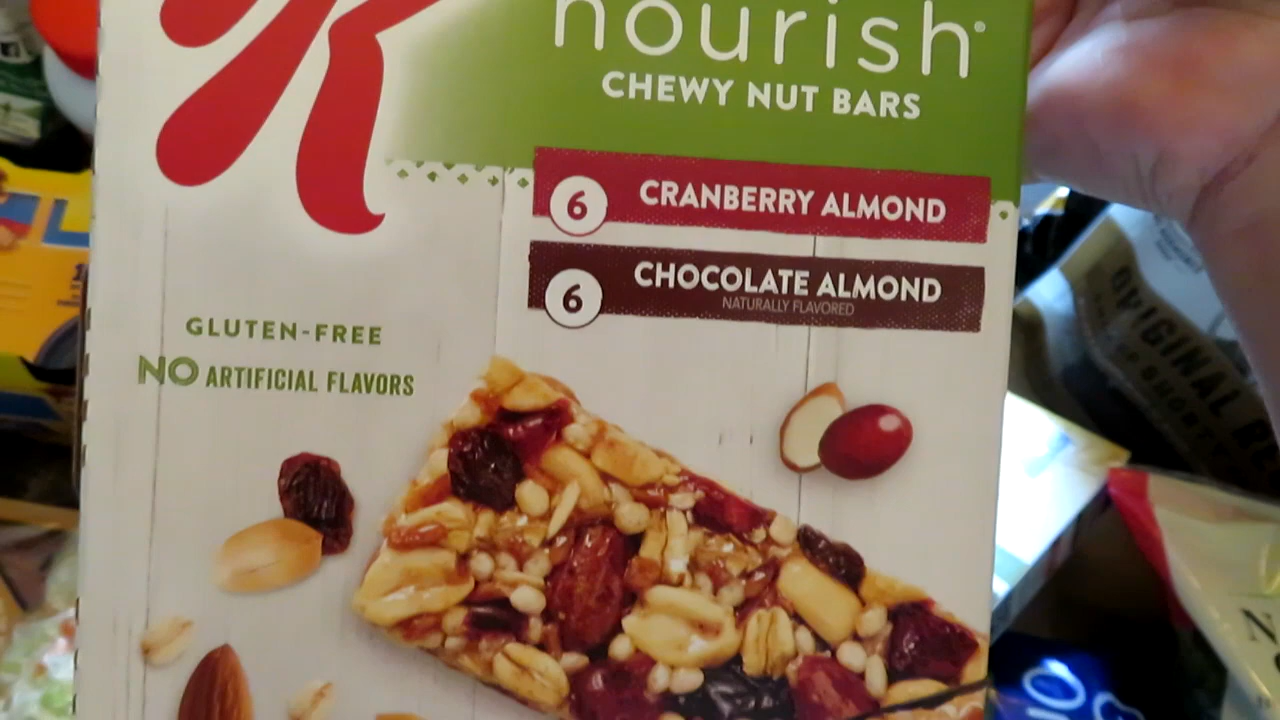 K
nourish®
CHEWY NUT BARS
6 CRANBERRY ALMOND
6 CHOCOLATE ALMOND
NATURALLY FLAVORED
GLUTEN-FREE
NO ARTIFICIAL FLAVORS
ORIGINAL